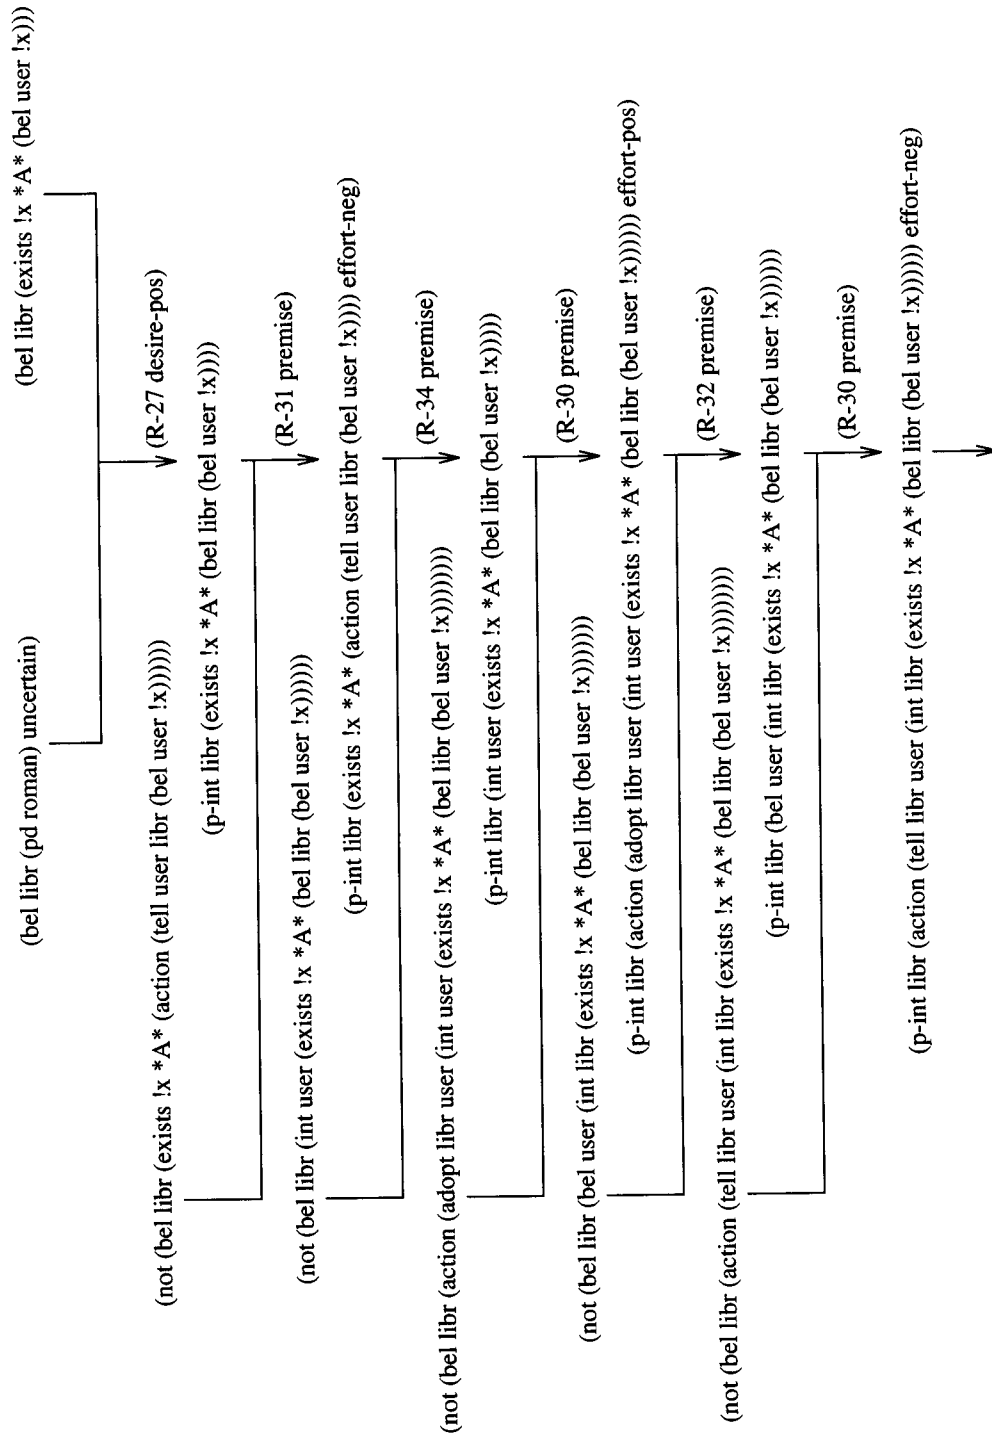 (bel libr (pd roman) uncertain)
(bel libr (exists !x *A* (bel user !x)))
(R-27 desire-pos)
(not (bel libr (exists !x *A* (action (tell user libr (bel user !x))))))
(p-int libr (exists !x *A* (bel libr (bel user !x))))
(R-31 premise)
(not (bel libr (int user (exists !x *A* (bel libr (bel user !x))))))
(p-int libr (exists !x *A* (action (tell user libr (bel user !x)))) effort-neg)
(R-34 premise)
(not (bel libr (action (adopt libr user (int user (exists !x *A* (bel libr (bel user !x))))))))
(p-int libr (int user (exists !x *A* (bel libr (bel user !x)))))
(R-30 premise)
(not (bel libr (bel user (int libr (exists !x *A* (bel libr (bel user !x)))))))
(p-int libr (action (adopt libr user (int user (exists !x *A* (bel libr (bel user !x)))))) effort-pos)
(R-32 premise)
(not (bel libr (action (tell libr user (int libr (exists !x *A* (bel libr (bel user !x))))))))
(p-int libr (bel user (int libr (exists !x *A* (bel libr (bel user !x))))))
(R-30 premise)
(p-int libr (action (tell libr user (int libr (exists !x *A* (bel libr (bel user !x)))))) effort-neg)